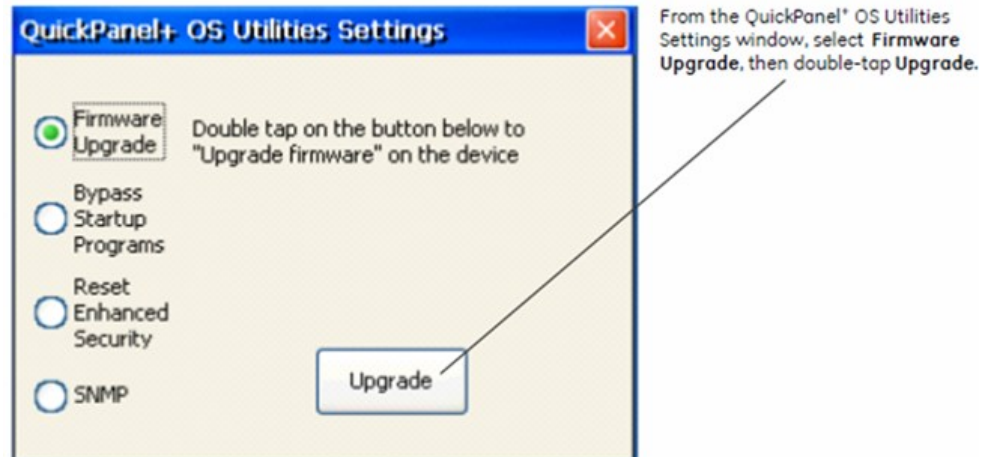 QuickPanel+ OS Utilities Settings
From the QuickPanel+ OS Utilities
Settings window, select Firmware
Upgrade, then double-tap Upgrade.
Firmware
Upgrade
Double tap on the button below to
"Upgrade firmware" on the device
Bypass
Startup
Programs
Reset
Enhanced
Security
SNMP
Upgrade